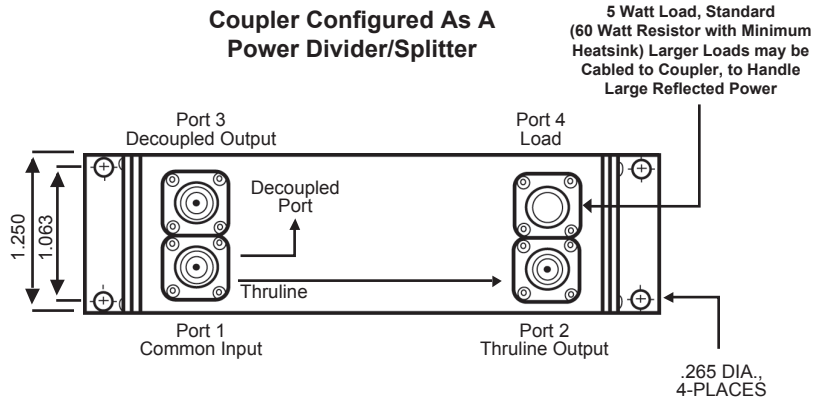 Coupler Configured As A
Power Divider/Splitter
5 Watt Load, Standard
(60 Watt Resistor with Minimum
Heatsink) Larger Loads may be
Cabled to Coupler, to Handle
Large Reflected Power
Port 3
Decoupled Output
Port 4
Load
Decoupled
Port
1.250
1.063
Thruline
Port 1
Common Input
Port 2
Thruline Output
.265 DIA.,
4-PLACES